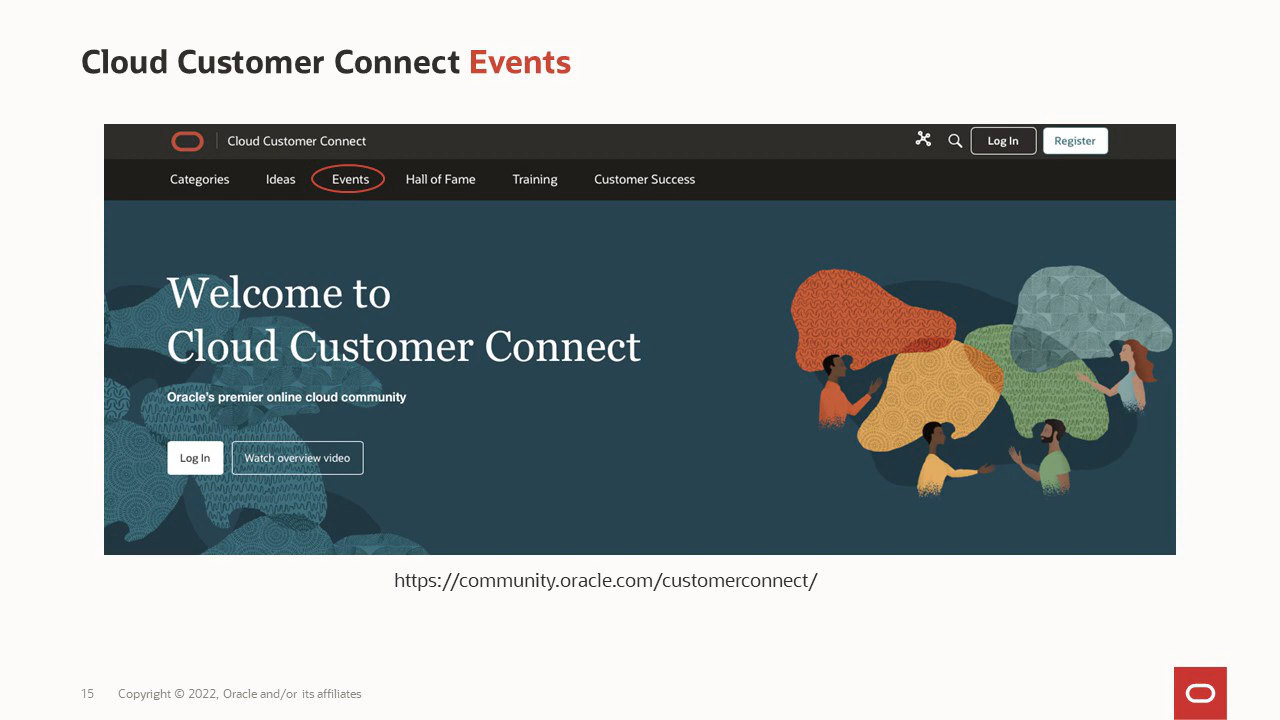 Cloud Customer Connect Events
Cloud Customer Connect
Log In
Register
Categories Ideas Events Hall of Fame Training Customer Success
Welcome to
Cloud Customer Connect
Oracle's premier online cloud community
Log In
Watch overview video
https://community.oracle.com/customerconnect/
15 Copyright © 2022, Oracle and/or its affiliates